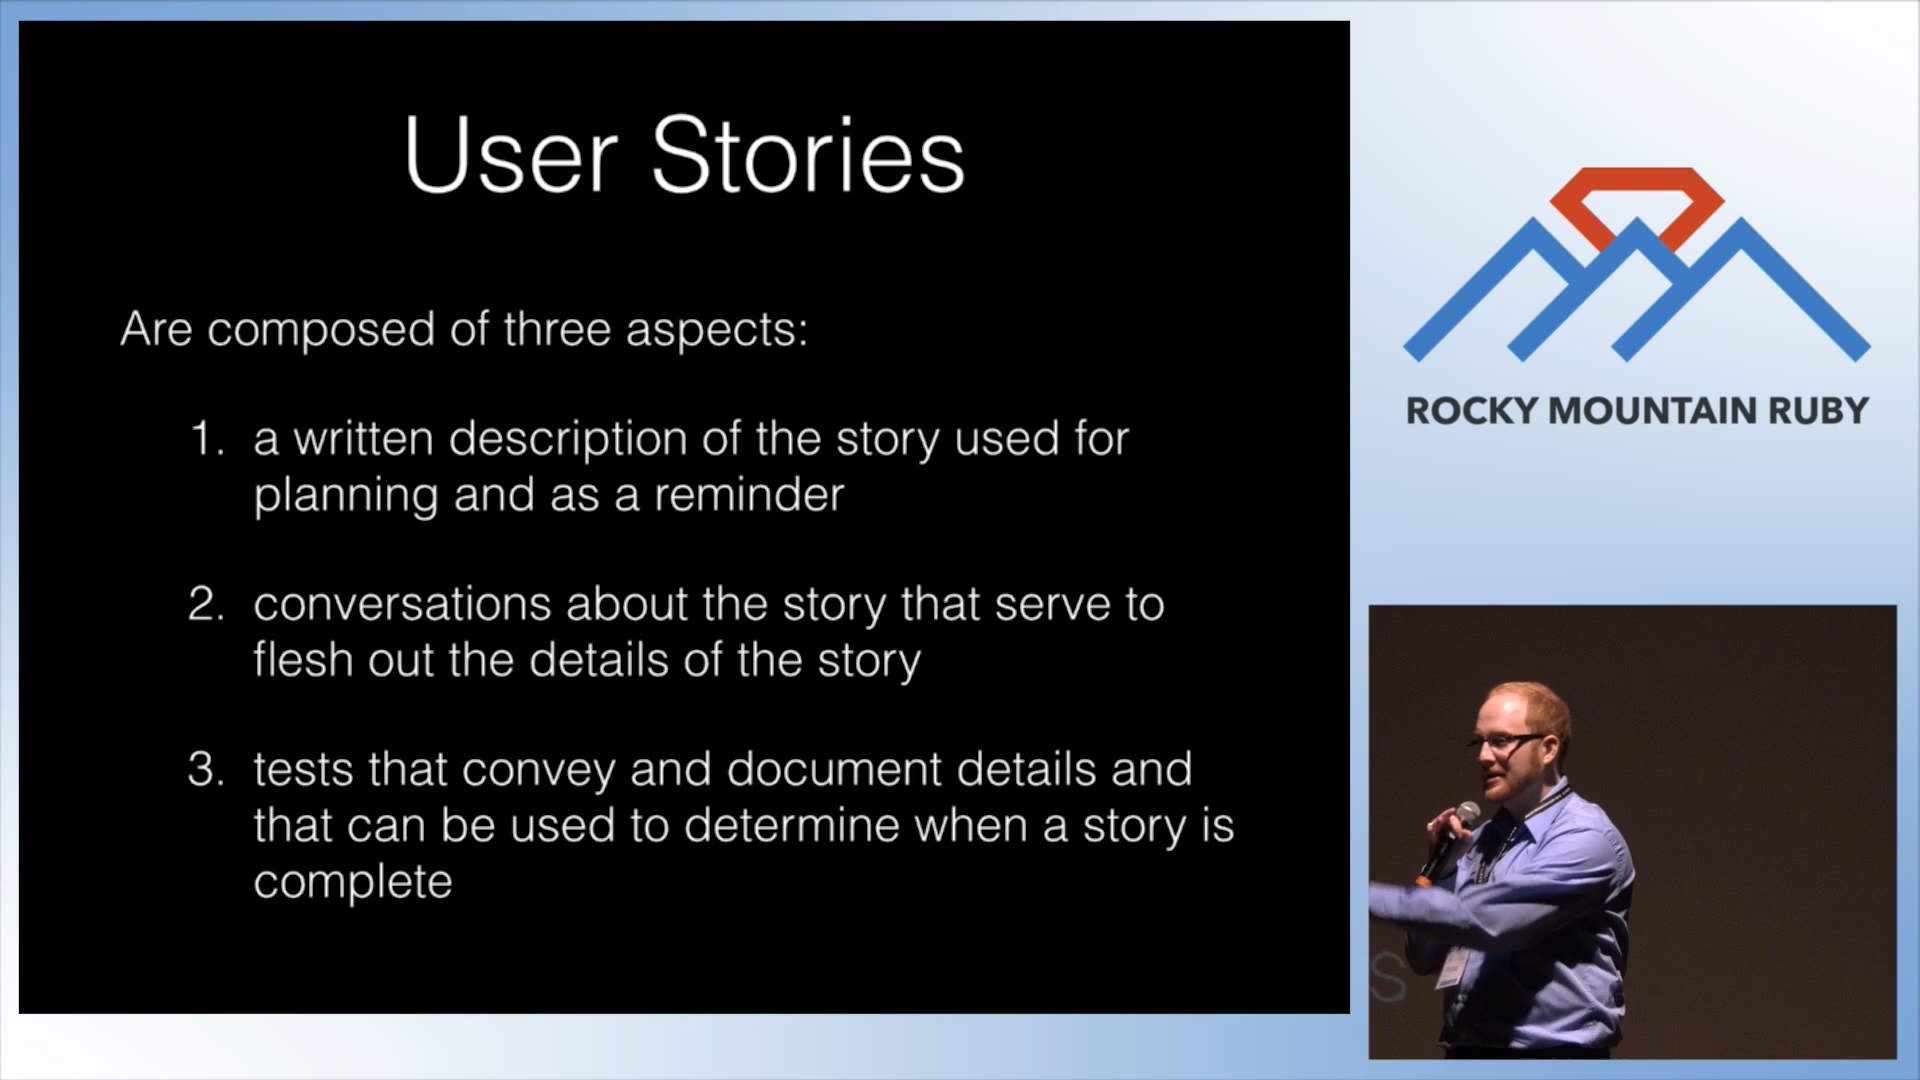 User Stories
Are composed of three aspects:
1. a written description of the story used for
planning and as a reminder
2. conversations about the story that serve to
flesh out the details of the story
3. tests that convey and document details and
that can be used to determine when a story is
complete
ROCKY MOUNTAIN RUBY
S